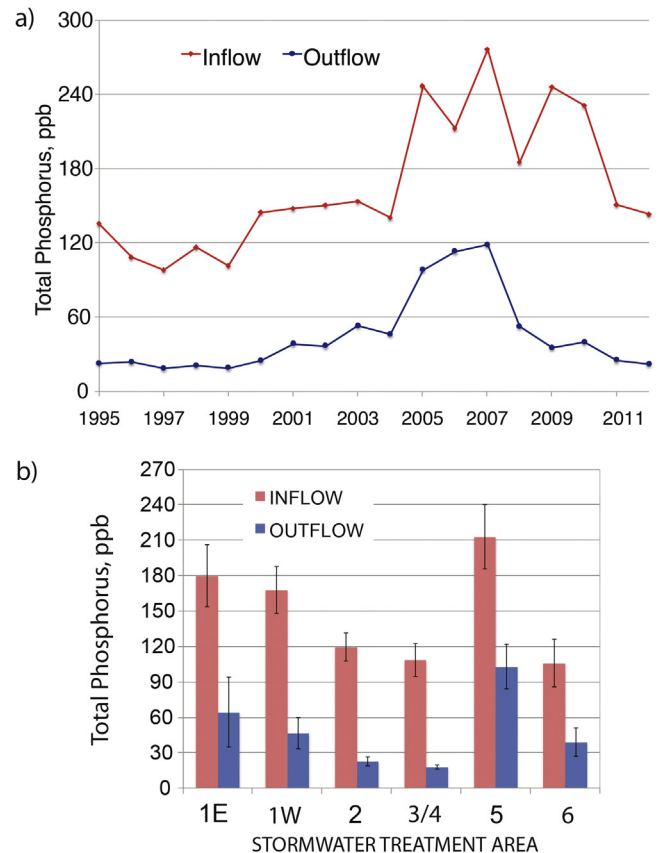 a)
Total Phosphorus, ppb
300
240
180
120
60
0
Inflow
Outflow
1995 1997 1999 2001 2003 2005 2007 2009 2011
b)
Total Phosphorus, ppb
270
240
210
180
150
120
90
60
30
0
INFLOW
OUTFLOW
1E 1W 2 3/4 5 6
STORMWATER TREATMENT AREA